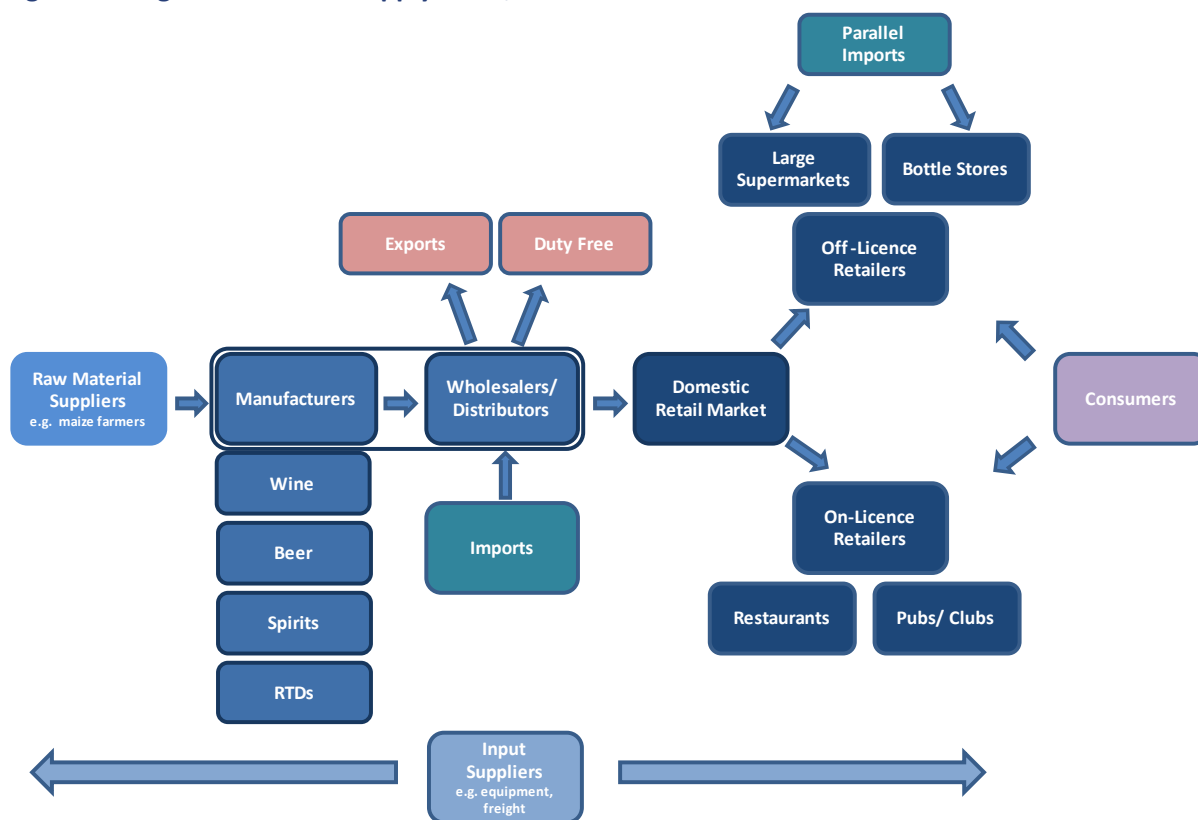 Parallel
Imports
Large
Supermarkets
Bottle Stores
Exports
Duty Free
Off-Licence
Retailers
Raw Material
Suppliers
e.g. maize farmers
Manufacturers
Wholesalers/
Distributors
Domestic
Retail Market
Consumers
Wine
Beer
Spirits
RTDs
Imports
On-Licence
Retailers
Restaurants
Pubs/ Clubs
Input
Suppliers
e.g. equipment,
freight